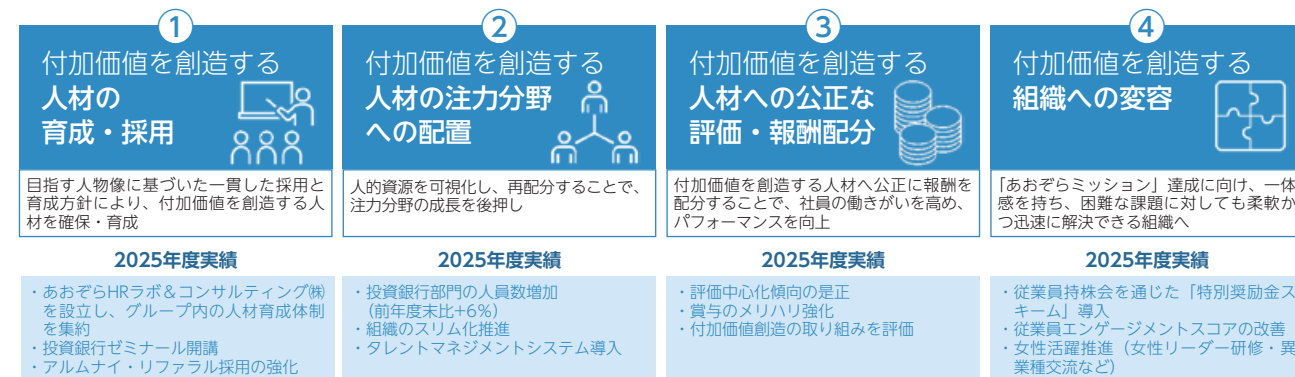 1
付加価値を創造する
人材の
育成・採用
目指す人物像に基づいた一貫した採用と
育成方針により、付加価値を創造する人
材を確保・育成
2025年度実績
・あおぞらHRラボ＆コンサルティング㈱
を設立し、グループ内の人材育成体制
を集約
・投資銀行ゼミナール開講
・アルムナイ・リファラル採用の強化
2
付加価値を創造する
人材の注力分野
への配置
人的資源を可視化し、再配分することで、
注力分野の成長を後押し
2025年度実績
・投資銀行部門の人員数増加
（前年度末比+6％）
・組織のスリム化推進
・タレントマネジメントシステム導入
3
付加価値を創造する
人材への公正な
評価・報酬配分
付加価値を創造する人材へ公正に報酬を
配分することで、社員の働きがいを高め、
パフォーマンスを向上
2025年度実績
・評価中心化傾向の是正
・賞与のメリハリ強化
・付加価値創造の取り組みを評価
4
付加価値を創造する
組織への変容
「あおぞらミッション」達成に向け、一体
感を持ち、困難な課題に対しても柔軟か
つ迅速に解決できる組織へ
2025年度実績
・従業員持株会を通じた「特別奨励金ス
キーム」導入
・従業員エンゲージメントスコアの改善
・女性活躍推進（女性リーダー研修・異
業種交流など）